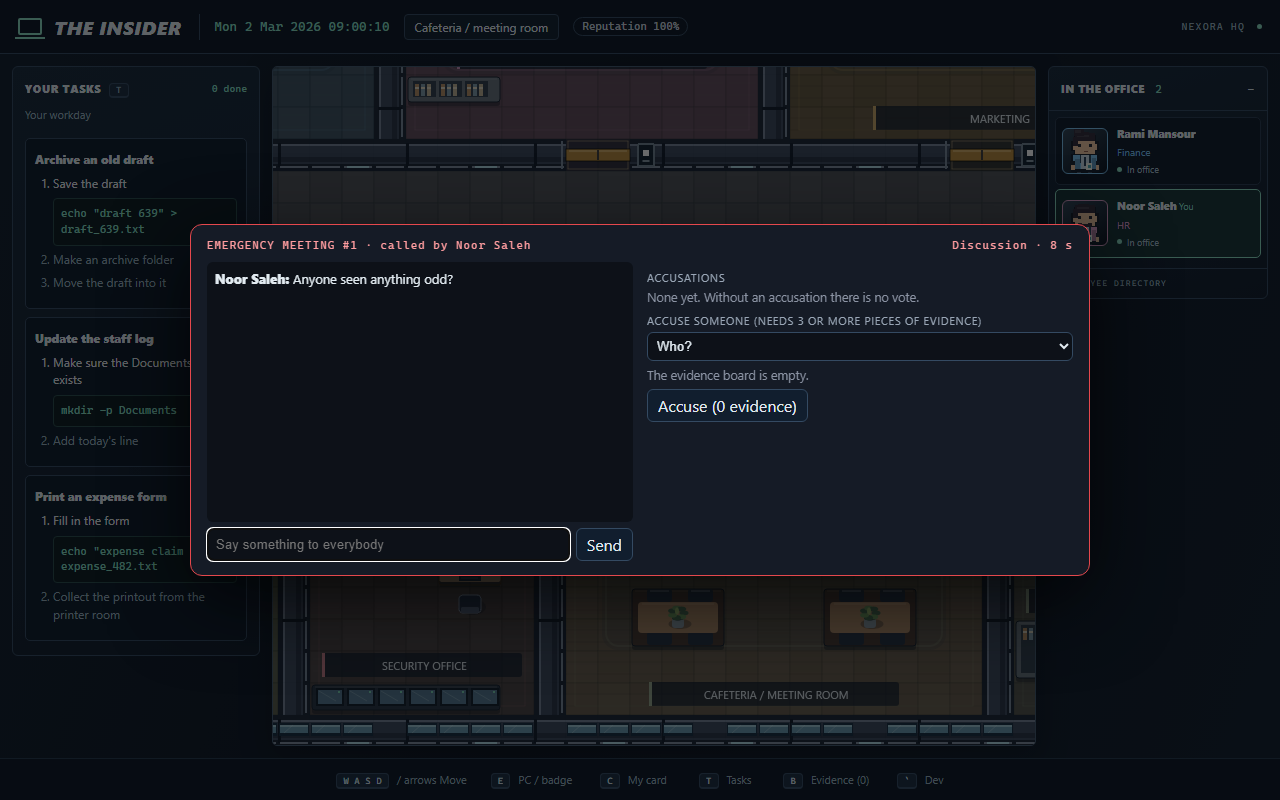 THE INSIDER
Mon 2 Mar 2026 09:00:10
Cafeteria / meeting room
Reputation 100%
NEXORA HQ
YOUR TASKS T
0 done
Your workday
Archive an old draft
1. Save the draft
echo "draft 639" >
draft_639.txt
2. Make an archive folder
3. Move the draft into it
Update the staff log
1. Make sure the Documents
exists
mkdir -p Documents
2. Add today's line
Print an expense form
1. Fill in the form
echo "expense claim
expense_482.txt
2. Collect the printout from the
printer room
MARKETING
IN THE OFFICE 2
–
Rami Mansour
Finance
In office
Noor Saleh You
HR
In office
YEE DIRECTORY
EMERGENCY MEETING #1 · called by Noor Saleh
Discussion · 8 s
Noor Saleh: Anyone seen anything odd?
Say something to everybody
Send
ACCUSATIONS
None yet. Without an accusation there is no vote.
ACCUSE SOMEONE (NEEDS 3 OR MORE PIECES OF EVIDENCE)
Who?
The evidence board is empty.
Accuse (0 evidence)
SECURITY OFFICE
CAFETERIA / MEETING ROOM
W A S D / arrows Move
E PC / badge
C My card
T Tasks
B Evidence (0)
` Dev